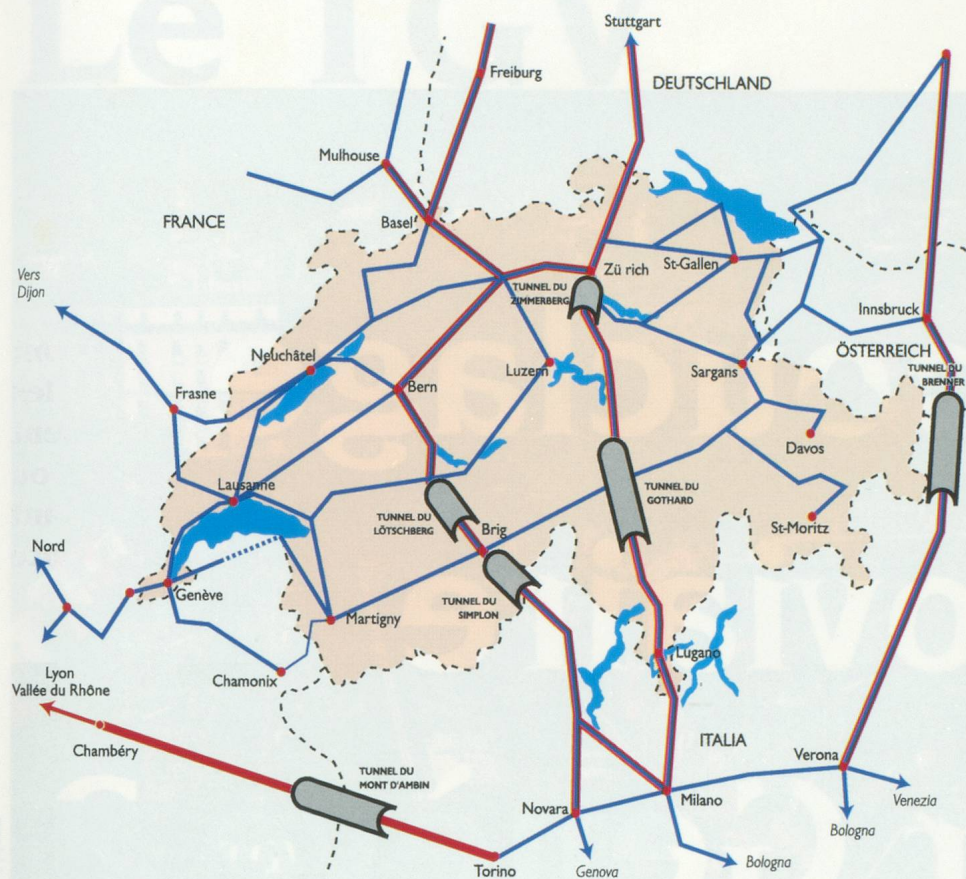 Le TGV
Stuttgart
Freiburg
DEUTSCHLAND
Mulhouse
FRANCE
Basel
Vers
Dijon
Zü rich
St-Gallen
TUNNEL DU
ZIMMERBERG
Innsbruck
ÖSTERREICH
TUNNEL DU
BRENNER
Neuchâtel
Luzern
Sargans
Frasne
Bern
Davos
Lausanne
TUNNEL DU
GOTHARD
TUNNEL DU
LÖTSCHBERG
Brig
St-Moritz
Nord
Genève
TUNNEL DU
SIMPLON
Martigny
Lyon
Vallée du Rhône
Chamonix
Lugano
Chambéry
ITALIA
Verona
TUNNEL DU
MONT D'AMBIN
Novara
Milano
Venezia
Bologna
Torino
Genova
Bologna